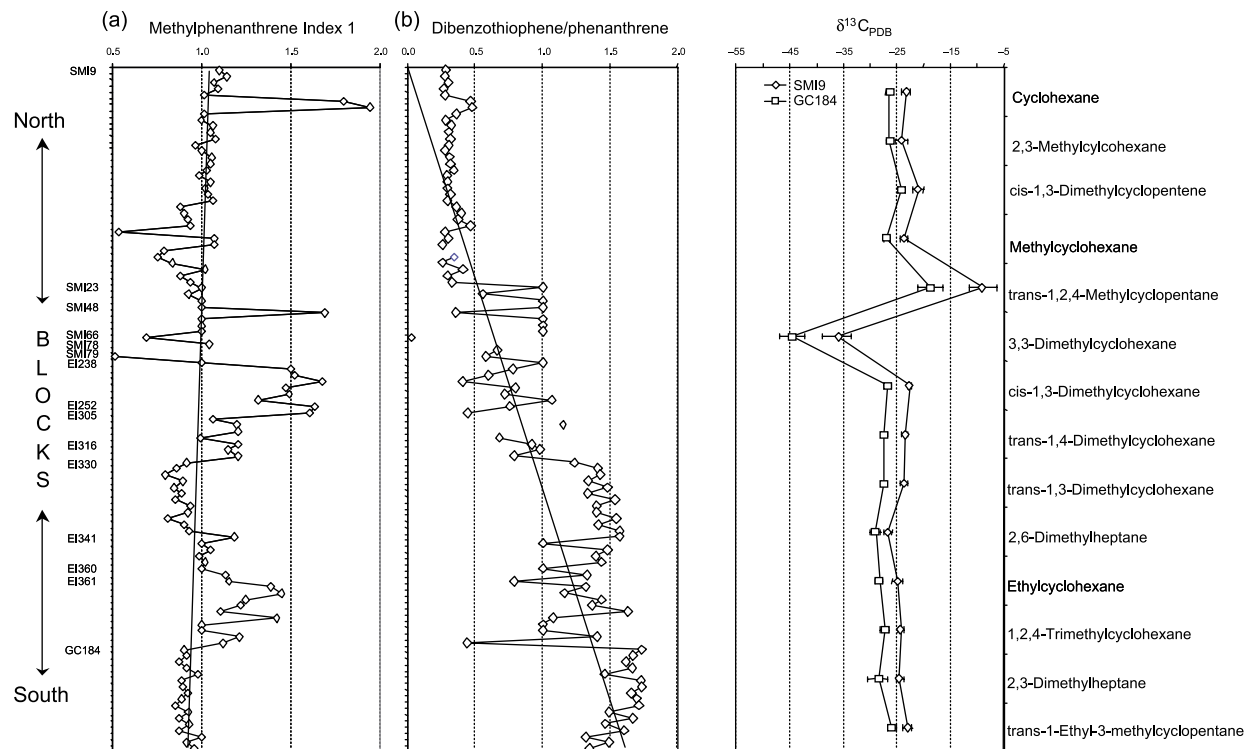 (a)
Methylphenanthrene Index 1
0.5 1.0 1.5 2.0
(b)
Dibenzothiophene/phenanthrene
0.0 0.5 1.0 1.5 2.0
δ13CPDB
−55 −45 −35 −25 −15 −5
SMI9
GC184
North
BLOCKS
South
SMI9
SMI23
SMI48
SMI66
SMI78
SMI79
EI238
EI252
EI305
EI316
EI330
EI341
EI360
EI361
GC184
Cyclohexane
2,3-Methylcylcohexane
cis-1,3-Dimethylcyclopentene
Methylcyclohexane
trans-1,2,4-Methylcyclopentane
3,3-Dimethylcyclohexane
cis-1,3-Dimethylcyclohexane
trans-1,4-Dimethylcyclohexane
trans-1,3-Dimethylcyclohexane
2,6-Dimethylheptane
Ethylcyclohexane
1,2,4-Trimethylcyclohexane
2,3-Dimethylheptane
trans-1-Ethyl-3-methylcyclopentane